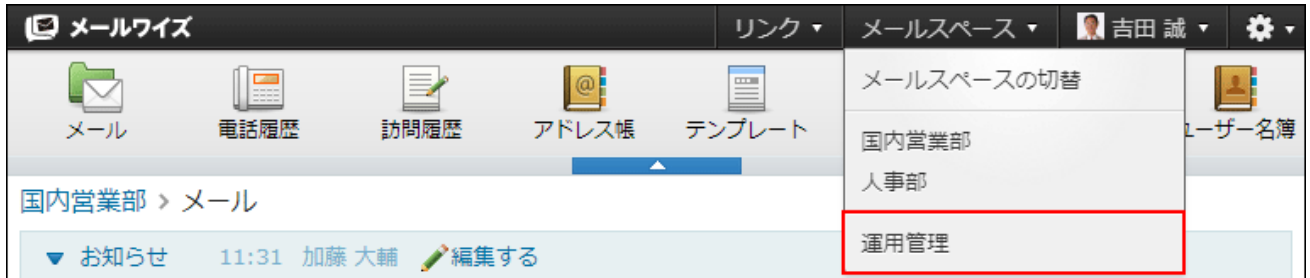 メールワイズ リンク メールスペース 吉田 誠
メールスペースの切替
メール 電話履歴 訪問履歴 アドレス帳 テンプレート ーザー名簿
国内営業部
人事部
国内営業部 > メール
運用管理
お知らせ 11:31 加藤 大輔 編集する